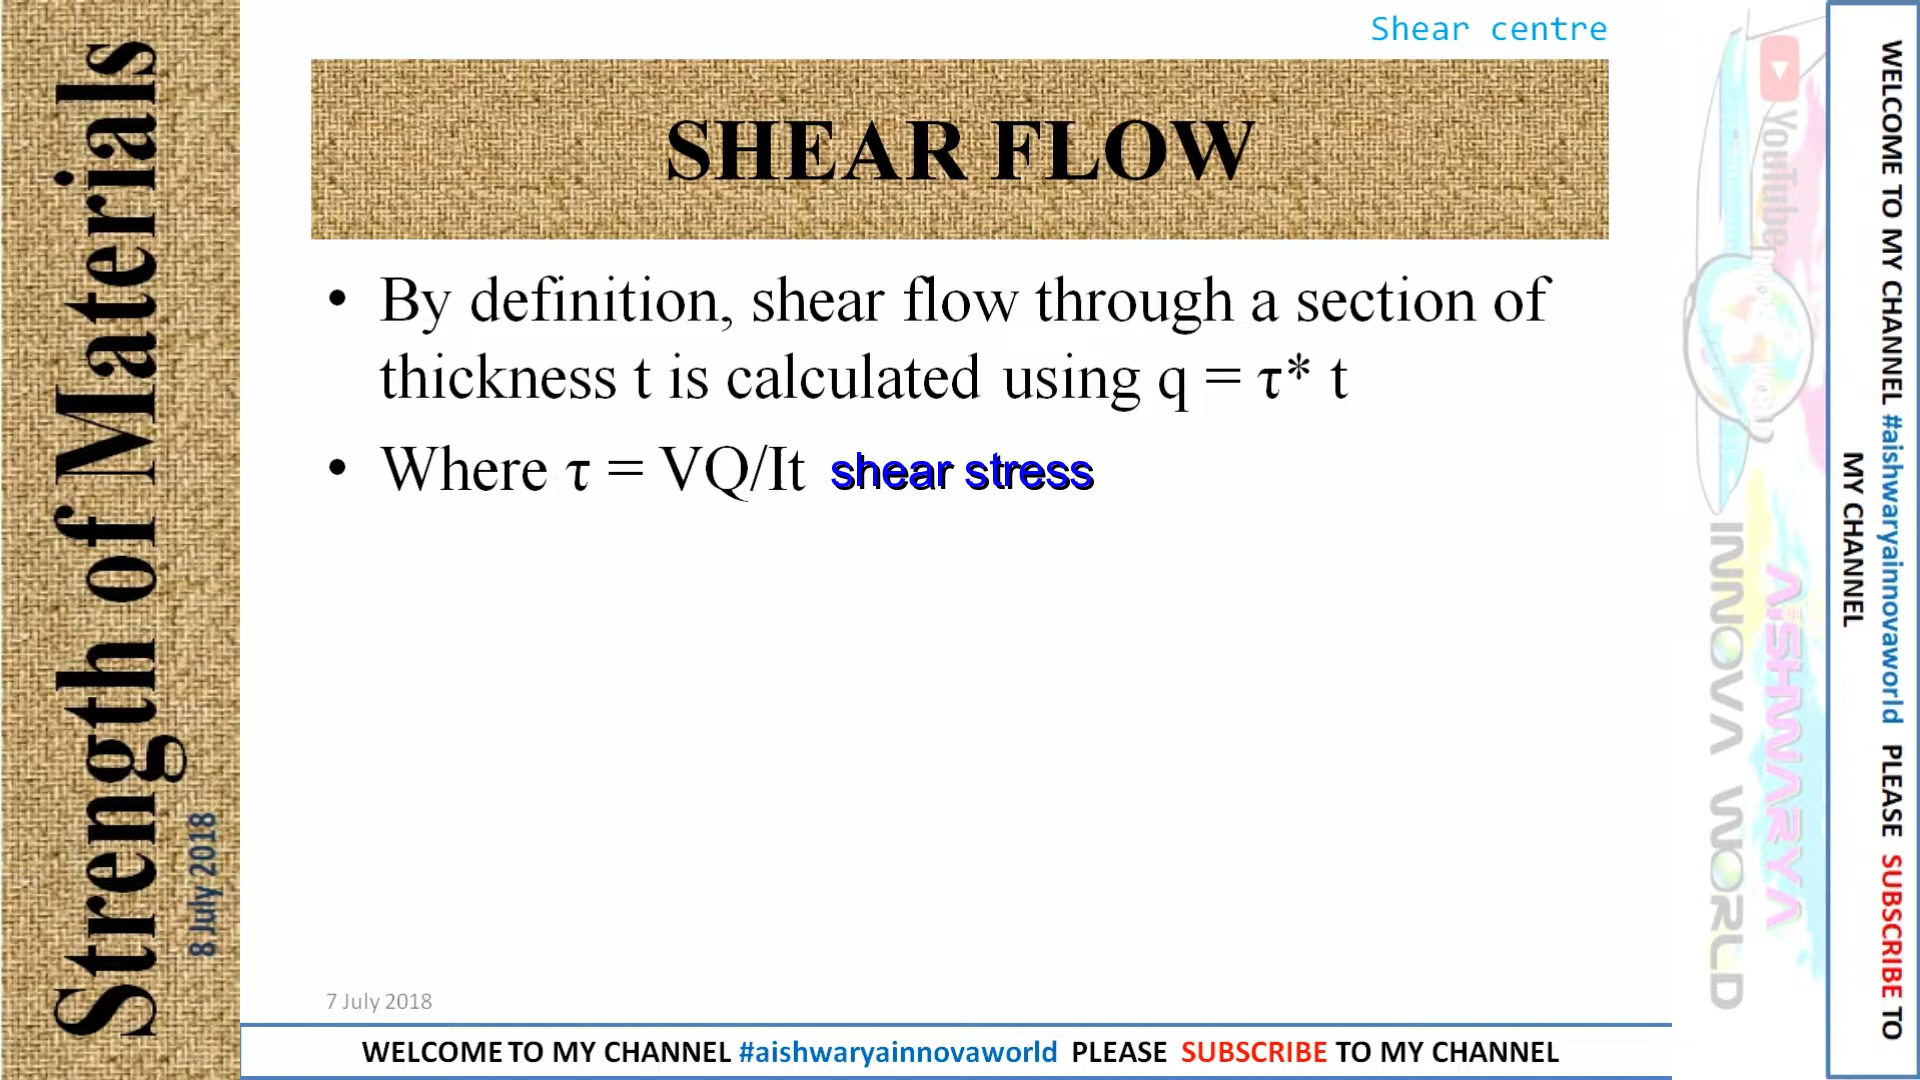 Shear centre
SHEAR FLOW
• By definition, shear flow through a section of
thickness t is calculated using q = τ* t
• Where τ = VQ/It shear stress
7 July 2018
WELCOME TO MY CHANNEL #aishwaryainnovaworld PLEASE SUBSCRIBE TO MY CHANNEL
Strength of Materials
8 July 2018
YouTube
AISHWARYA
INNOVA WORLD
WELCOME TO MY CHANNEL #aishwaryainnovaworld PLEASE SUBSCRIBE TO
MY CHANNEL